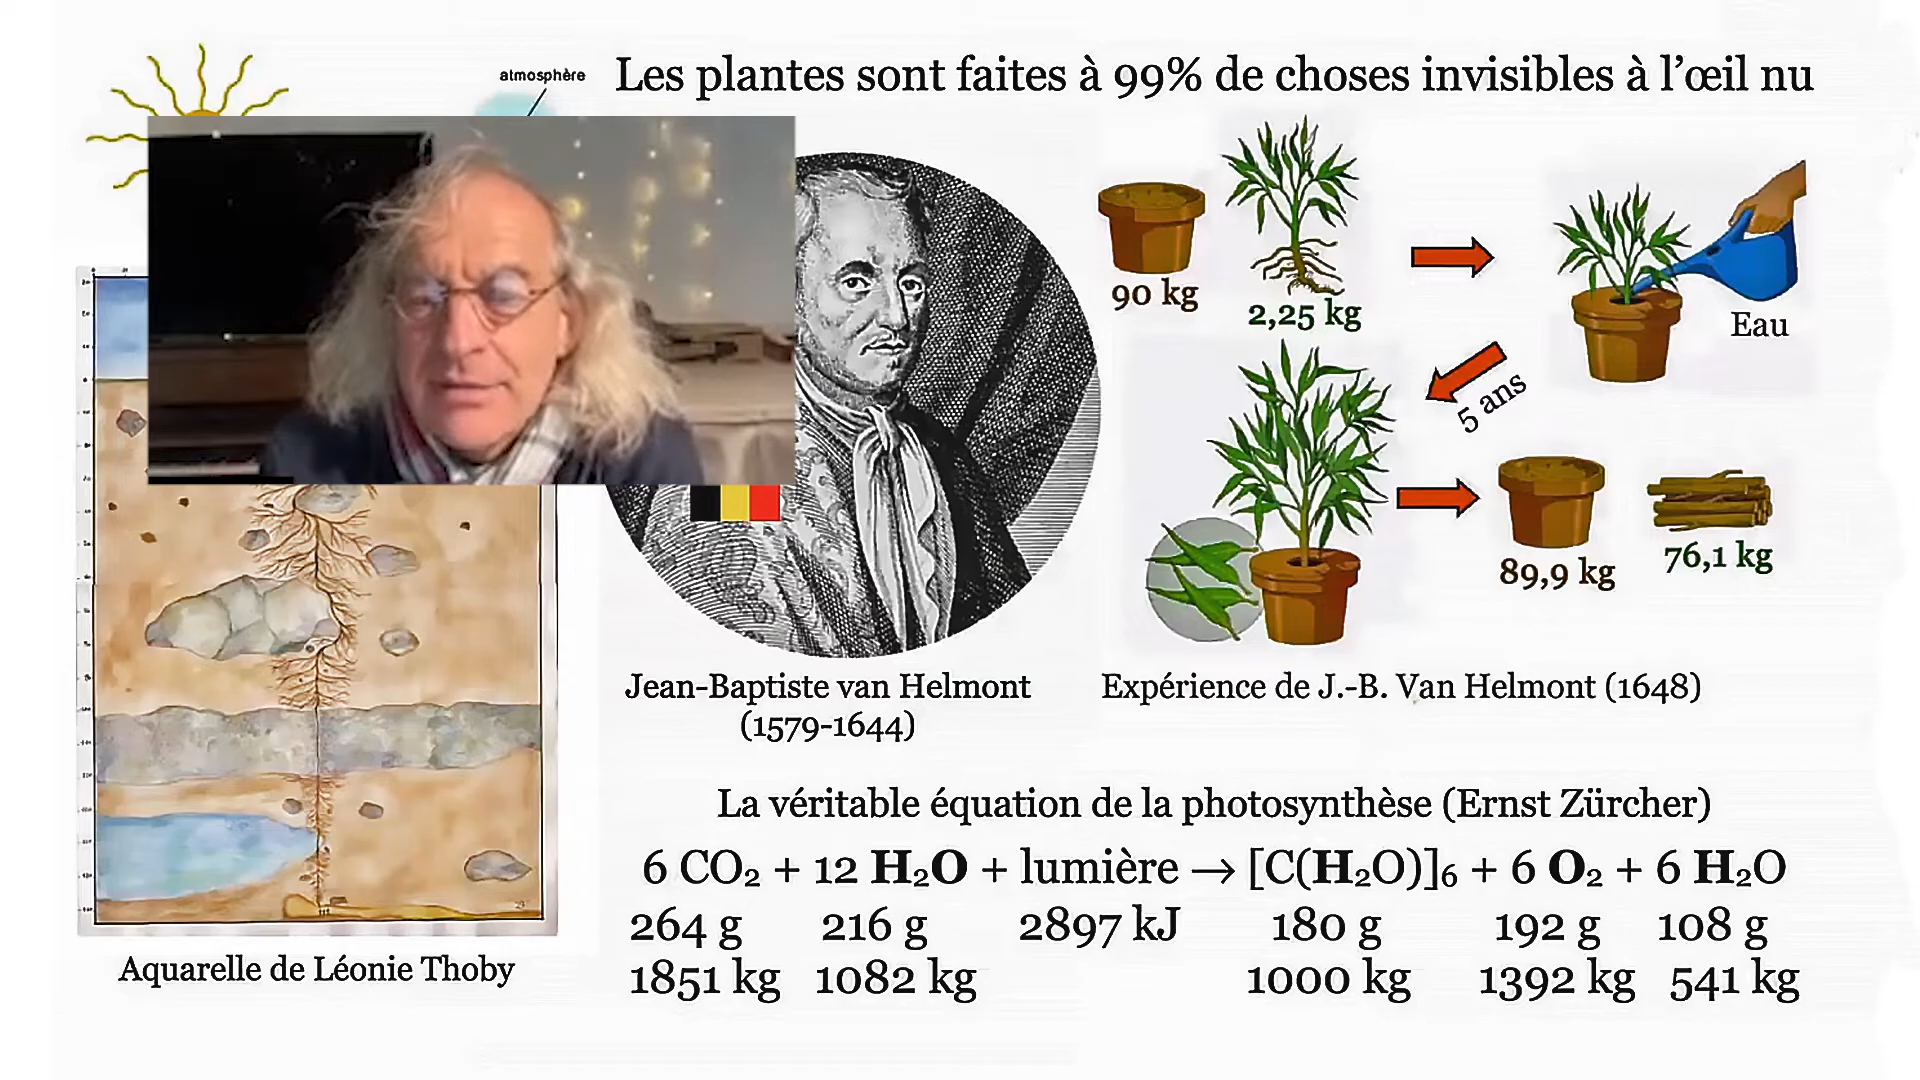 atmosphère
Les plantes sont faites à 99% de choses invisibles à l’œil nu
90 kg
2,25 kg
Eau
5 ans
89,9 kg
76,1 kg
Jean-Baptiste van Helmont
(1579-1644)
Expérience de J.-B. Van Helmont (1648)
La véritable équation de la photosynthèse (Ernst Zürcher)
6 CO₂ + 12 H₂O + lumière → [C(H₂O)]₆ + 6 O₂ + 6 H₂O
264 g 216 g 2897 kJ 180 g 192 g 108 g
1851 kg 1082 kg 1000 kg 1392 kg 541 kg
Aquarelle de Léonie Thoby